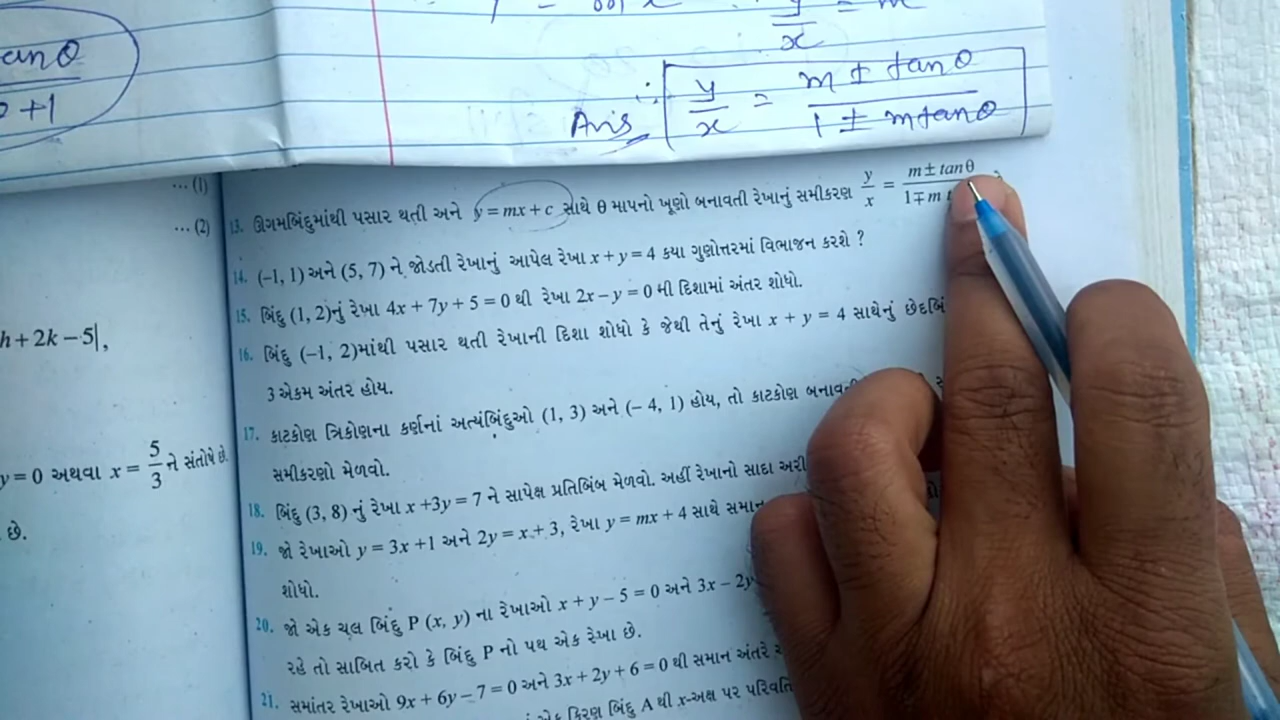 an θ
+1
y/x = m
∴ y/x = (m ± tan θ)/(1 ± m tan θ)
Ans
... (1)
... (2)
h + 2k – 5|,
y = 0 અથવા x = 5/3 ને સંતોષે છે.
છે.
13. ઊગમબિંદુમાંથી પસાર થતી અને y = mx + c સાથે θ માપનો ખૂણો બનાવતી રેખાનું સમીકરણ y/x = (m ± tan θ)/(1 ∓ m t
14. (–1, 1) અને (5, 7) ને જોડતી રેખાનું આપેલ રેખા x + y = 4 કયા ગુણોત્તરમાં વિભાજન કરશે ?
15. બિંદુ (1, 2)નું રેખા 4x + 7y + 5 = 0 થી રેખા 2x – y = 0 ની દિશામાં અંતર શોધો.
16. બિંદુ (–1, 2)માંથી પસાર થતી રેખાની દિશા શોધો કે જેથી તેનું રેખા x + y = 4 સાથેનું છેદબિં
3 એકમ અંતર હોય.
17. કાટકોણ ત્રિકોણના કર્ણનાં અત્યંબિંદુઓ (1, 3) અને (– 4, 1) હોય, તો કાટકોણ બનાવતી
સમીકરણો મેળવો.
18. બિંદુ (3, 8) નું રેખા x +3y = 7 ને સાપેક્ષ પ્રતિબિંબ મેળવો. અહીં રેખાનો સાદા અરી
19. જો રેખાઓ y = 3x +1 અને 2y = x + 3, રેખા y = mx + 4 સાથે સમાન
શોધો.
20. જો એક ચલ બિંદુ P (x, y) ના રેખાઓ x + y – 5 = 0 અને 3x – 2y
રહે તો સાબિત કરો કે બિંદુ P નો પથ એક રેખા છે.
21. સમાંતર રેખાઓ 9x + 6y – 7 = 0 અને 3x + 2y + 6 = 0 થી સમાન અંતરે
કિરણ બિંદુ A થી x-અક્ષ પર પરિવર્તિ